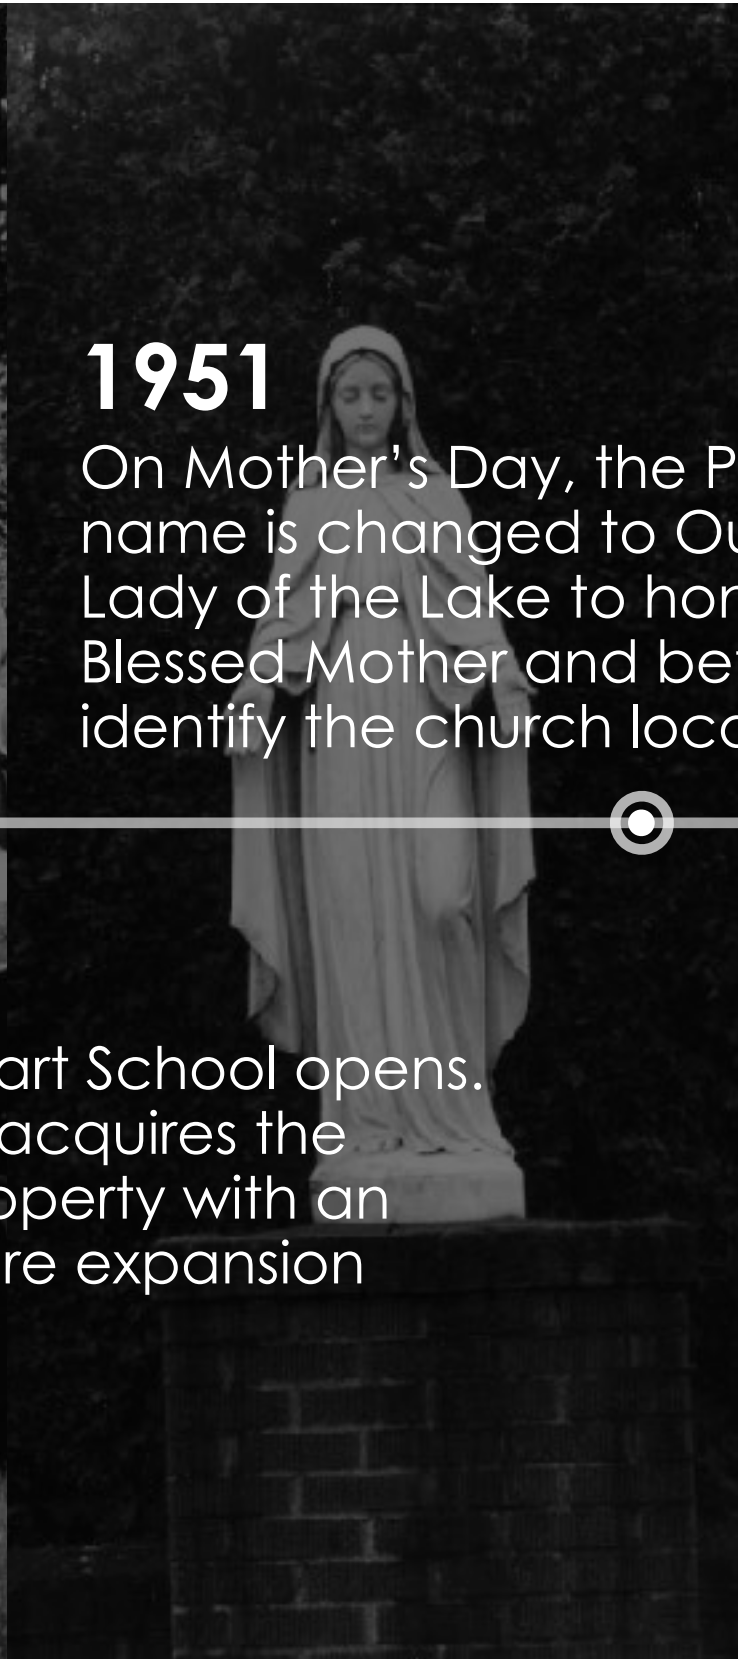 1951
On Mother's Day, the P
name is changed to Ou
Lady of the Lake to hon
Blessed Mother and bet
identify the church loca
art School opens.
acquires the
operty with an
re expansion